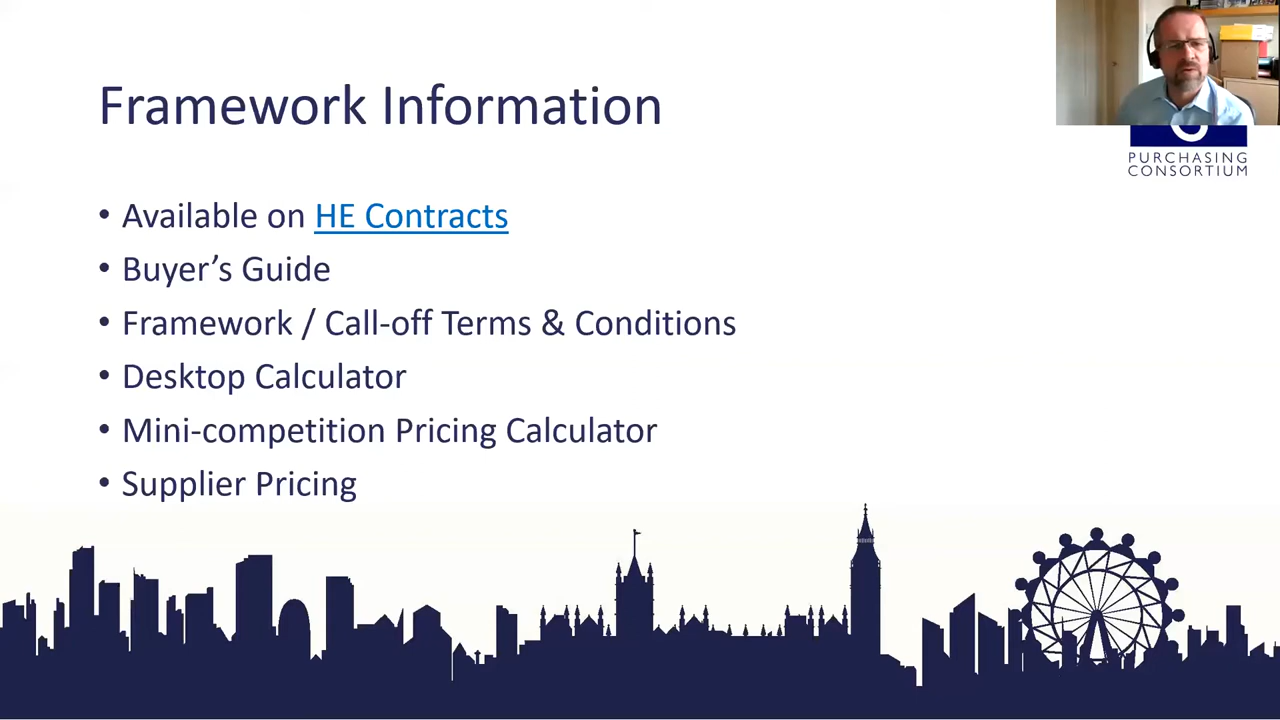 Framework Information
PURCHASING
CONSORTIUM
• Available on HE Contracts
• Buyer’s Guide
• Framework / Call-off Terms & Conditions
• Desktop Calculator
• Mini-competition Pricing Calculator
• Supplier Pricing